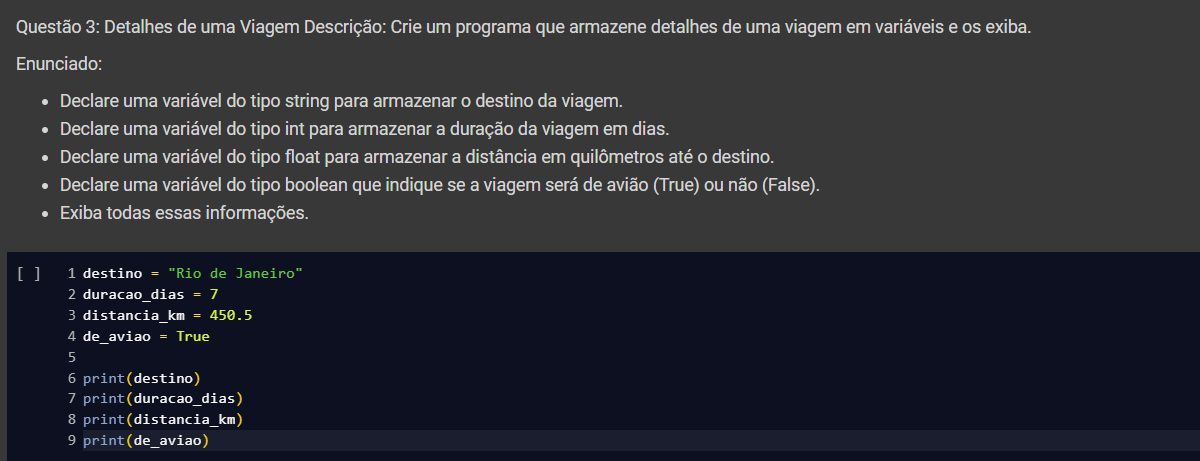 Questão 3: Detalhes de uma Viagem Descrição: Crie um programa que armazene detalhes de uma viagem em variáveis e os exiba.
Enunciado:
• Declare uma variável do tipo string para armazenar o destino da viagem.
• Declare uma variável do tipo int para armazenar a duração da viagem em dias.
• Declare uma variável do tipo float para armazenar a distância em quilômetros até o destino.
• Declare uma variável do tipo boolean que indique se a viagem será de avião (True) ou não (False).
• Exiba todas essas informações.
[ ] 1 destino = "Rio de Janeiro"
2 duracao_dias = 7
3 distancia_km = 450.5
4 de_aviao = True
5
6 print(destino)
7 print(duracao_dias)
8 print(distancia_km)
9 print(de_aviao)